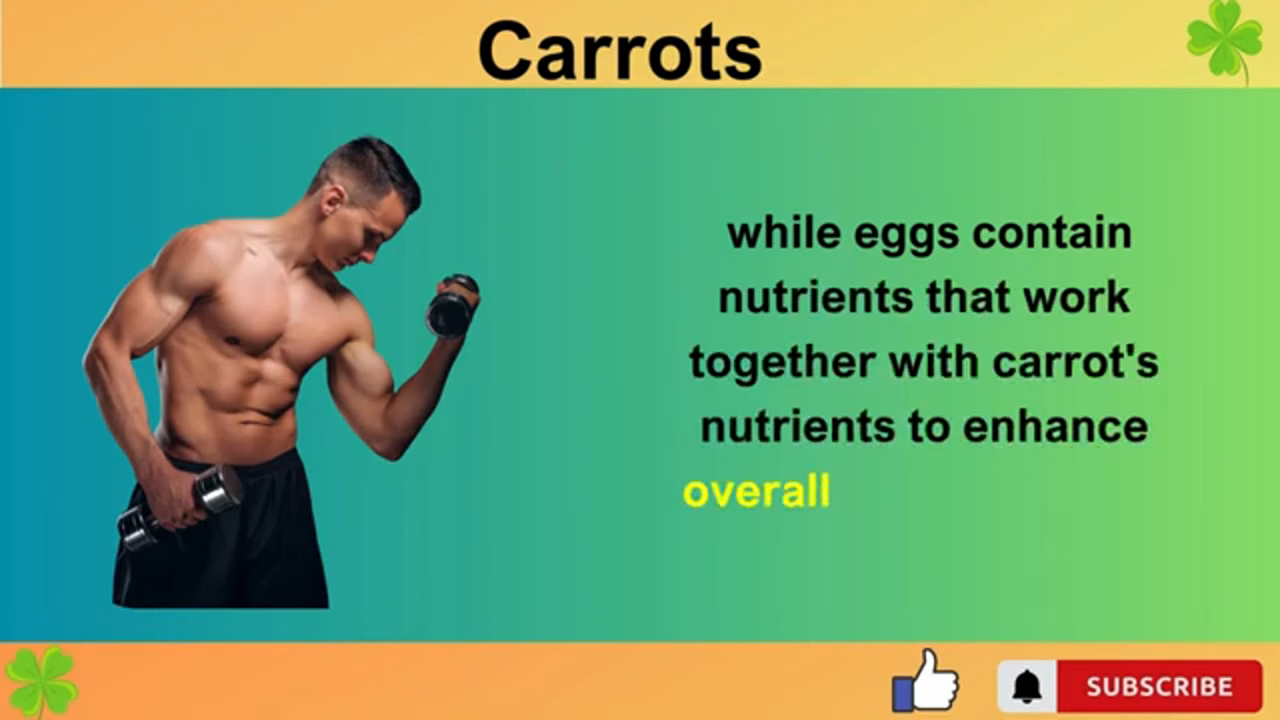 Carrots
while eggs contain
nutrients that work
together with carrot's
nutrients to enhance
overall
SUBSCRIBE